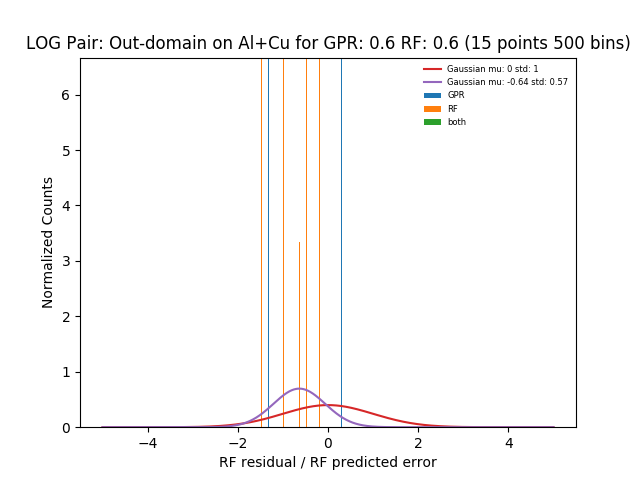 LOG Pair: Out-domain on Al+Cu for GPR: 0.6 RF: 0.6 (15 points 500 bins)
Gaussian mu: 0 std: 1
Gaussian mu: -0.64 std: 0.57
GPR
RF
both
Normalized Counts
6
5
4
3
2
1
0
−4
−2
0
2
4
RF residual / RF predicted error